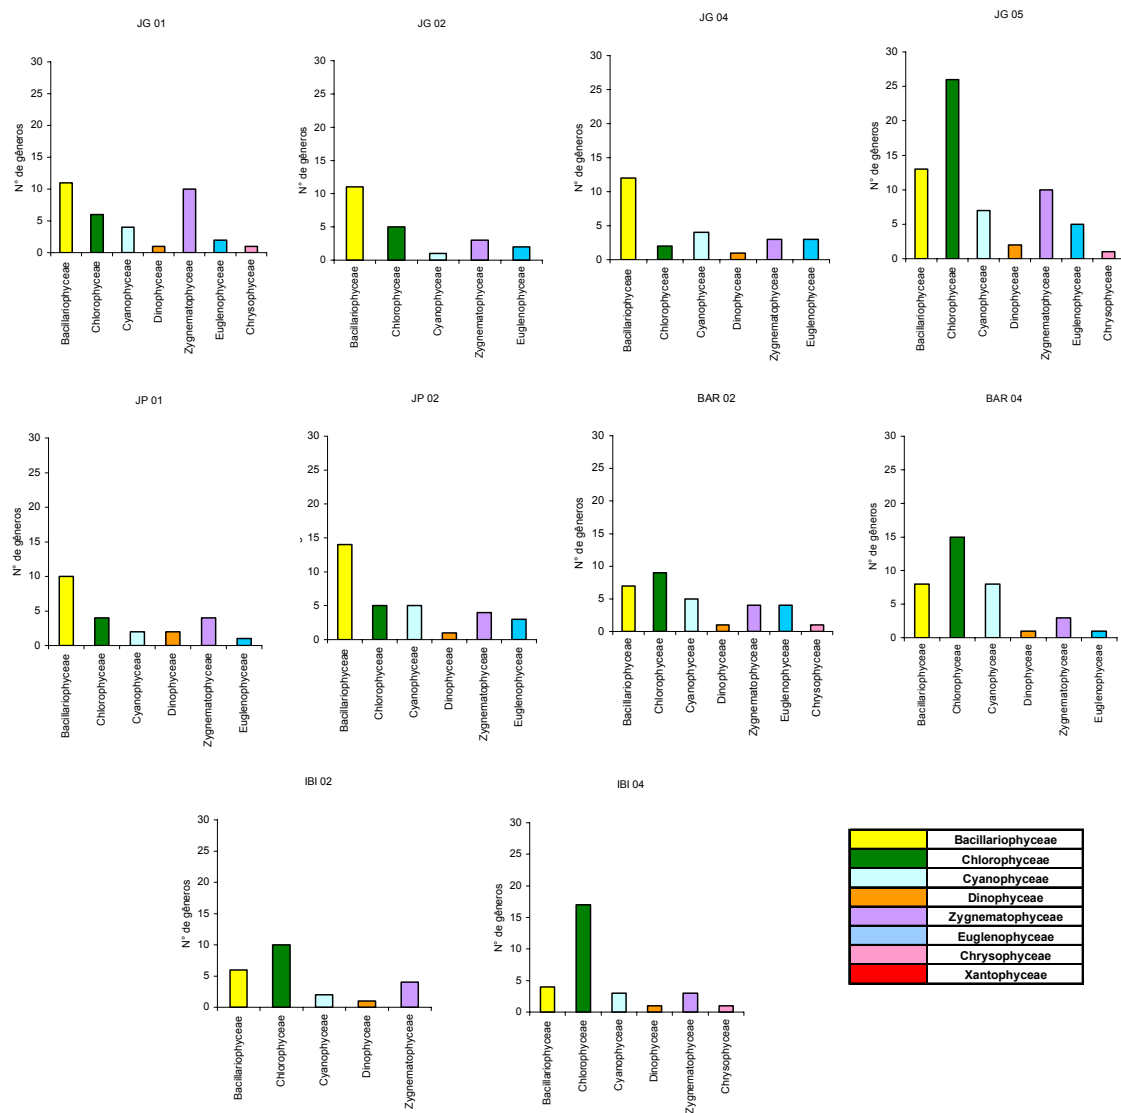 JG 01
N° de gêneros
30
25
20
15
10
5
0
Bacillariophyceae
Chlorophyceae
Cyanophyceae
Dinophyceae
Zygnematophyceae
Euglenophyceae
Chrysophyceae
JG 02
N° de gêneros
30
25
20
15
10
5
0
Bacillariophyceae
Chlorophyceae
Cyanophyceae
Zygnematophyceae
Euglenophyceae
JG 04
N° de gêneros
30
25
20
15
10
5
0
Bacillariophyceae
Chlorophyceae
Cyanophyceae
Dinophyceae
Zygnematophyceae
Euglenophyceae
JG 05
N° de gêneros
30
25
20
15
10
5
0
Bacillariophyceae
Chlorophyceae
Cyanophyceae
Dinophyceae
Zygnematophyceae
Euglenophyceae
Chrysophyceae
JP 01
N° de gêneros
30
25
20
15
10
5
0
Bacillariophyceae
Chlorophyceae
Cyanophyceae
Dinophyceae
Zygnematophyceae
Euglenophyceae
JP 02
30
25
20
15
10
5
0
Bacillariophyceae
Chlorophyceae
Cyanophyceae
Dinophyceae
Zygnematophyceae
Euglenophyceae
BAR 02
N° de gêneros
30
25
20
15
10
5
0
Bacillariophyceae
Chlorophyceae
Cyanophyceae
Dinophyceae
Zygnematophyceae
Euglenophyceae
Chrysophyceae
BAR 04
N° de gêneros
30
25
20
15
10
5
0
Bacillariophyceae
Chlorophyceae
Cyanophyceae
Dinophyceae
Zygnematophyceae
Euglenophyceae
IBI 02
N° de gêneros
30
25
20
15
10
5
0
Bacillariophyceae
Chlorophyceae
Cyanophyceae
Dinophyceae
Zygnematophyceae
IBI 04
N° de gêneros
30
25
20
15
10
5
0
Bacillariophyceae
Chlorophyceae
Cyanophyceae
Dinophyceae
Zygnematophyceae
Chrysophyceae
Bacillariophyceae
Chlorophyceae
Cyanophyceae
Dinophyceae
Zygnematophyceae
Euglenophyceae
Chrysophyceae
Xantophyceae